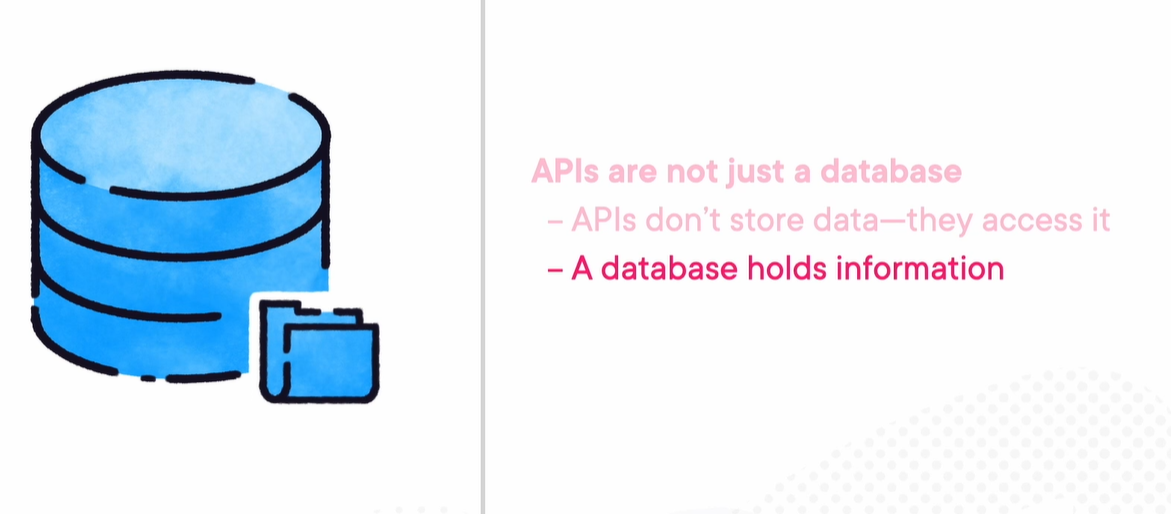 APIs are not just a database
– APIs don’t store data—they access it
– A database holds information